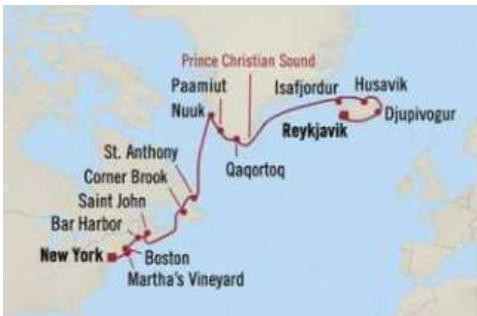 Prince Christian Sound
Paamiut
Isafjordur
Husavik
Nuuk
Djupivogur
Reykjavik
Qaqortoq
St. Anthony
Corner Brook
Saint John
Bar Harbor
New York
Boston
Martha's Vineyard